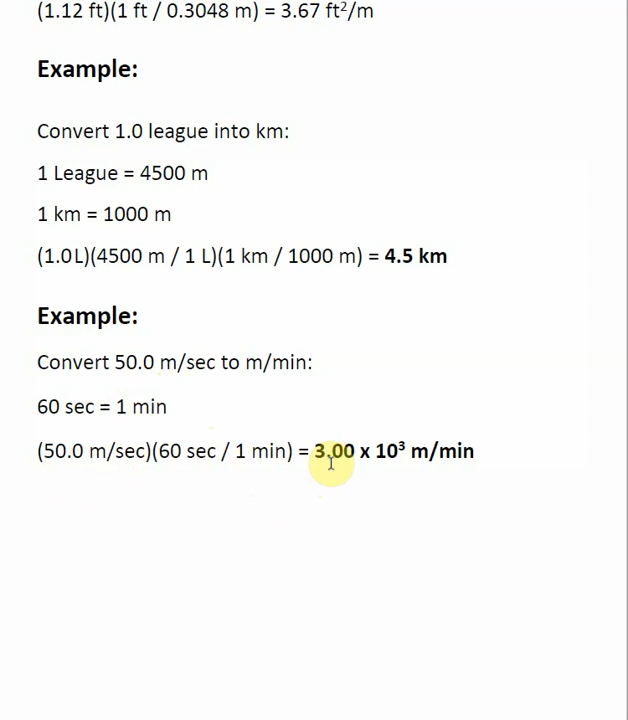 (1.12 ft)(1 ft / 0.3048 m) = 3.67 ft²/m
Example:
Convert 1.0 league into km:
1 League = 4500 m
1 km = 1000 m
(1.0L)(4500 m / 1 L)(1 km / 1000 m) = 4.5 km
Example:
Convert 50.0 m/sec to m/min:
60 sec = 1 min
(50.0 m/sec)(60 sec / 1 min) = 3.00 x 10³ m/min